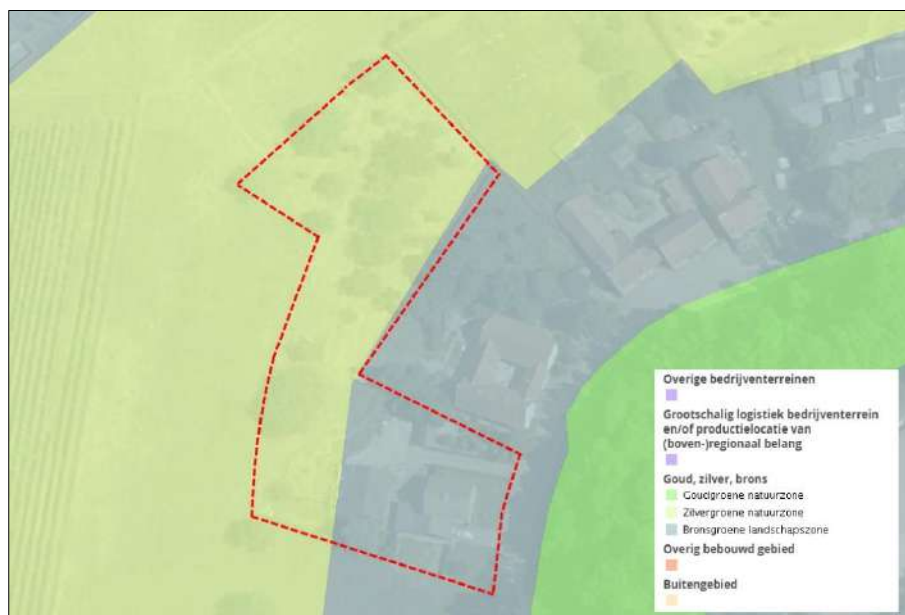 Overige bedrijventerreinen
Grootschalig logistiek bedrijventerrein
en/of productielocatie van
(boven-)regionaal belang
Goud, zilver, brons
Goudgroene natuurzone
Zilvergroene natuurzone
Bronsgroene landschapszone
Overig bebouwd gebied
Buitengebied